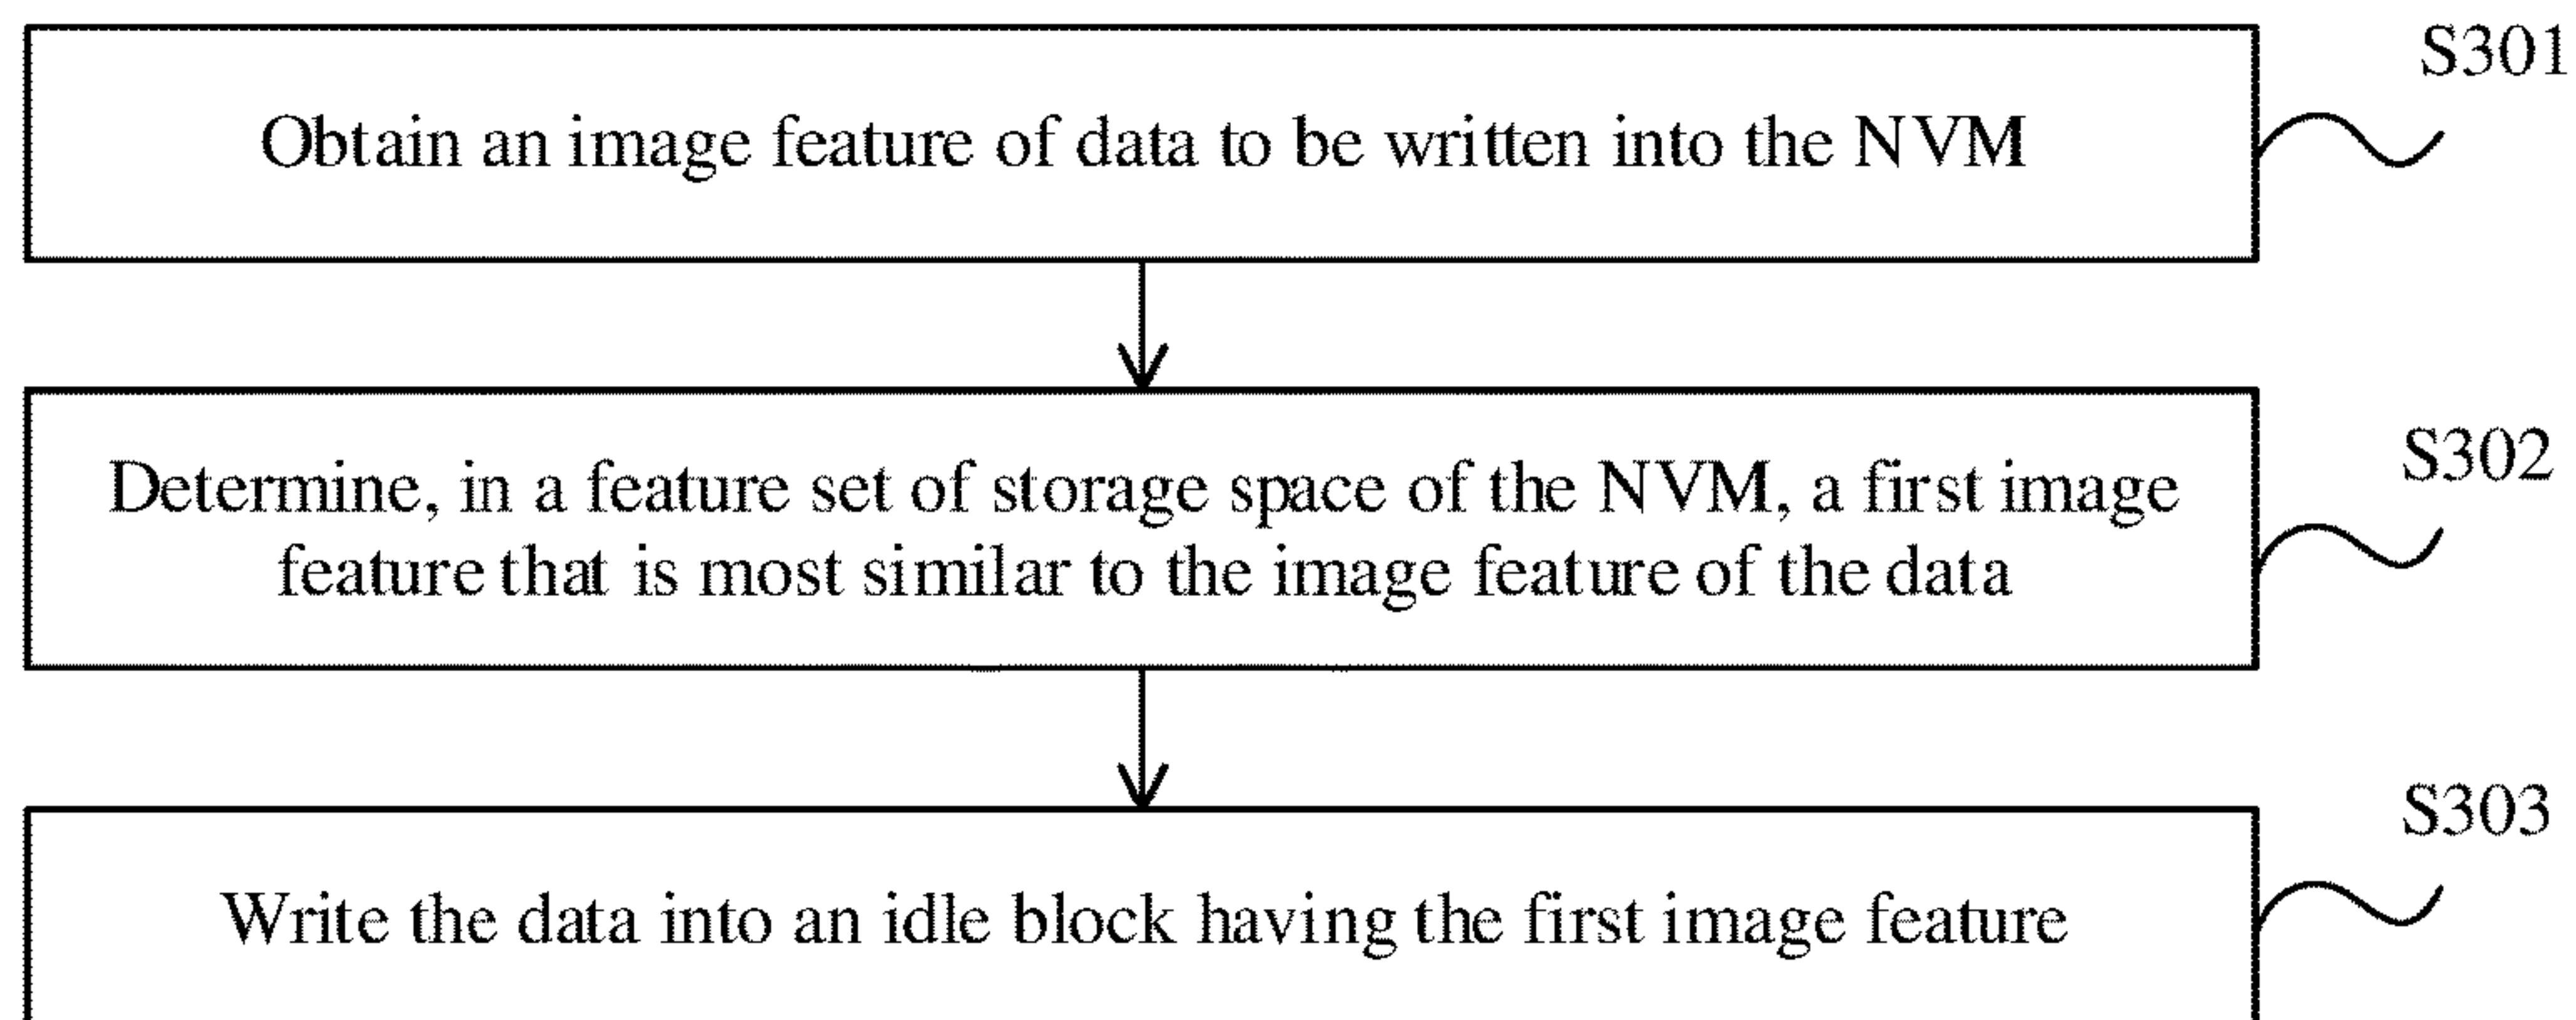 S301
Obtain an image feature of data to be written into the NVM
S302
Determine, in a feature set of storage space of the NVM, a first image
feature that is most similar to the image feature of the data
S303
Write the data into an idle block having the first image feature